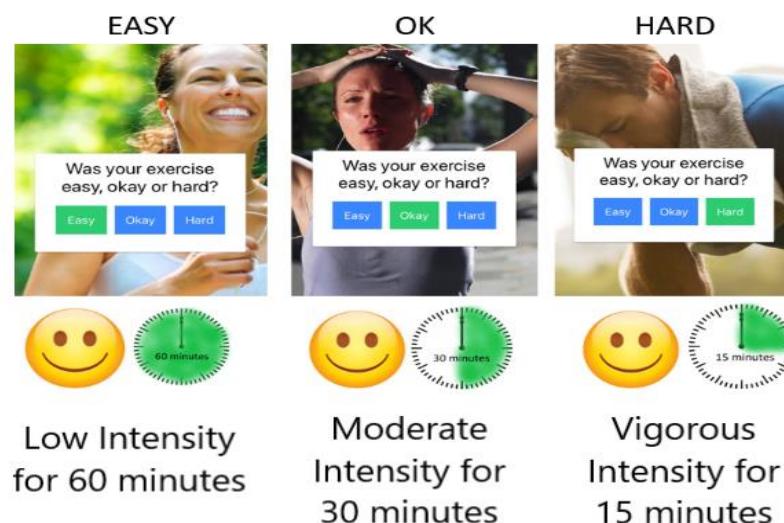 EASY
Was your exercise
easy, okay or hard?
Easy Okay Hard
60 minutes
Low Intensity
for 60 minutes
OK
Was your exercise
easy, okay or hard?
Easy Okay Hard
30 minutes
Moderate
Intensity for
30 minutes
HARD
Was your exercise
easy, okay or hard?
Easy Okay Hard
15 minutes
Vigorous
Intensity for
15 minutes